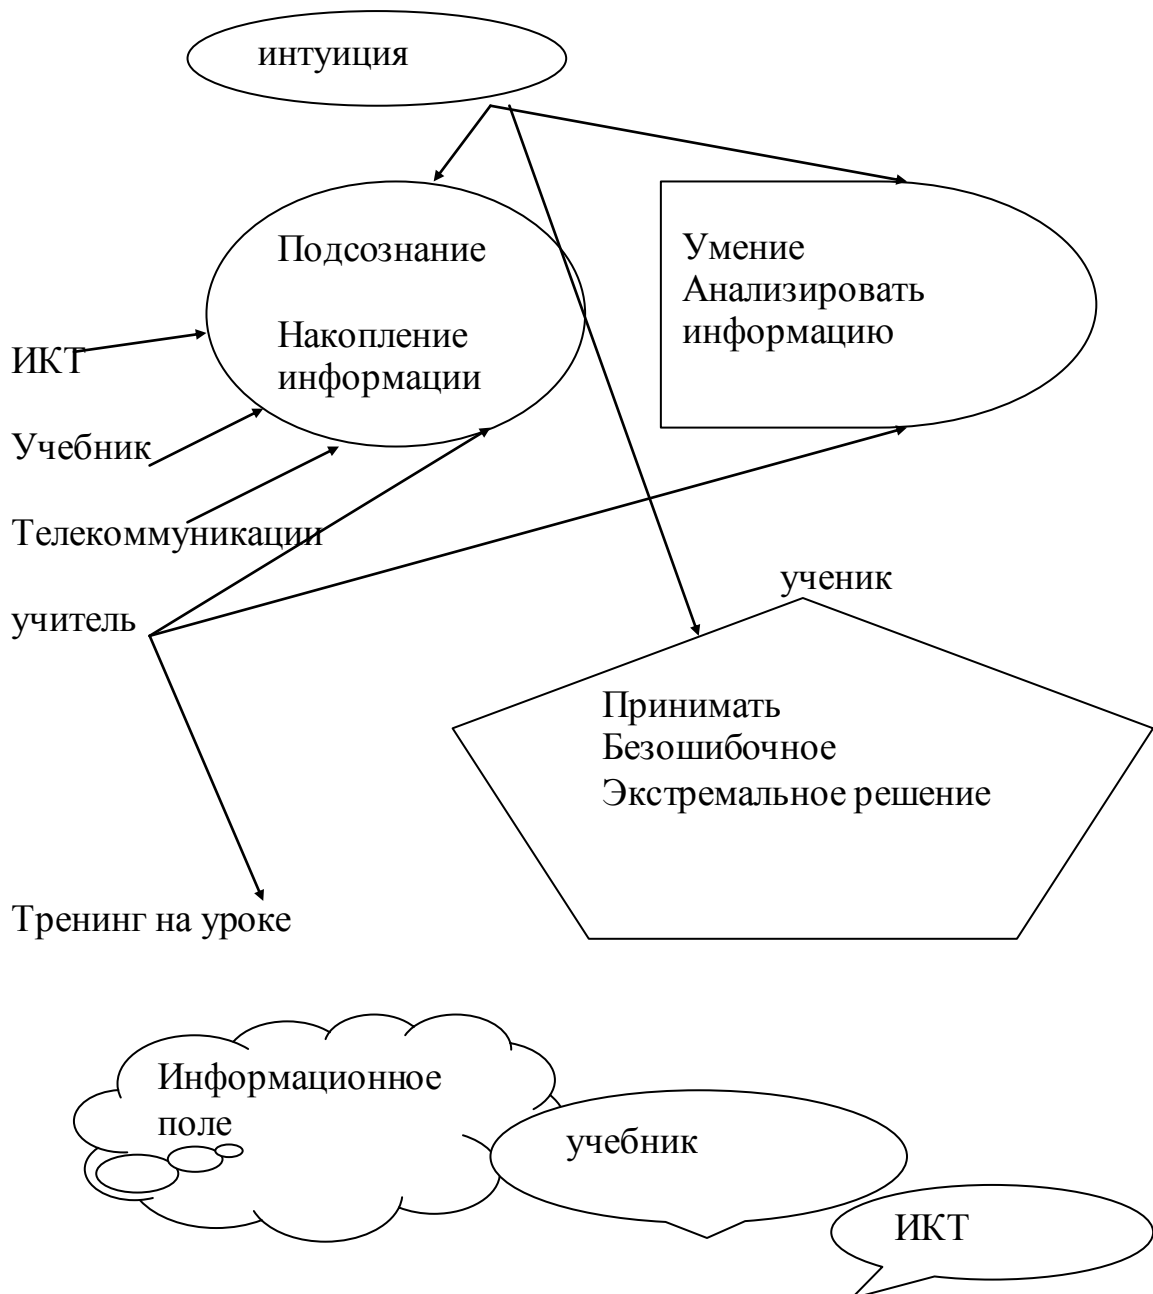 интуиция
Подсознание
Накопление
информации
Умение
Анализировать
информацию
ИКТ
Учебник
Телекоммуникации
учитель
ученик
Принимать
Безошибочное
Экстремальное решение
Тренинг на уроке
Информационное
поле
учебник
ИКТ